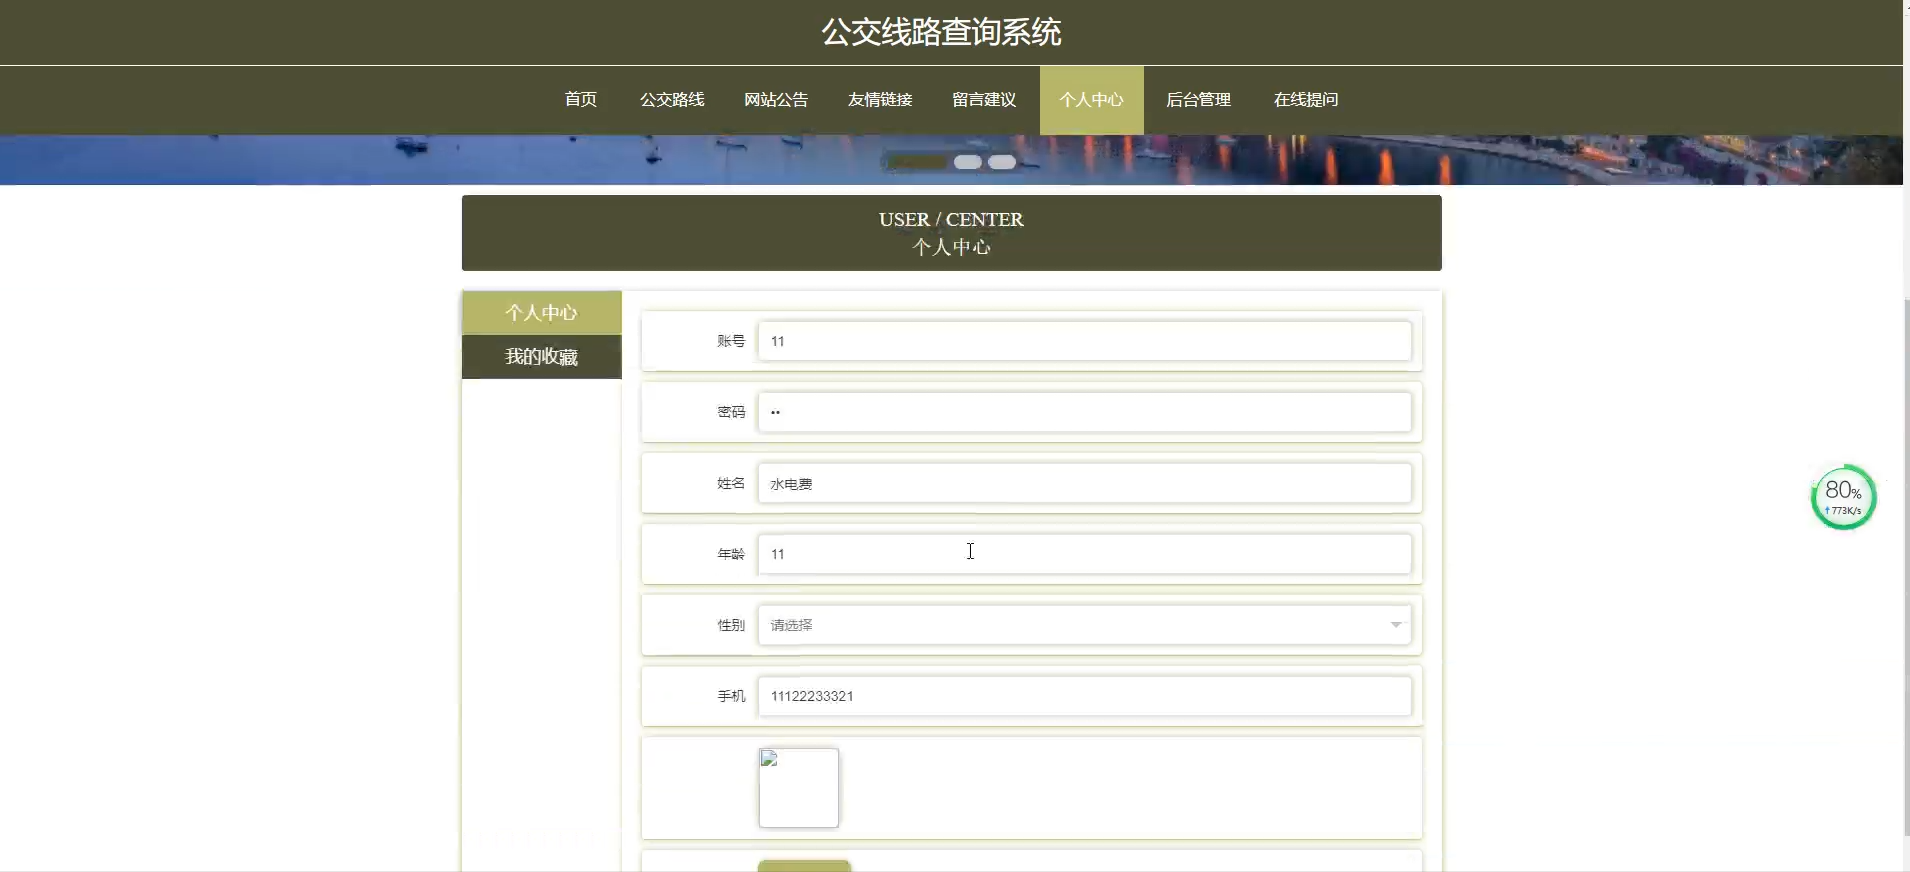 公交线路查询系统
首页 公交路线 网站公告 友情链接 留言建议 个人中心 后台管理 在线提问
USER / CENTER
个人中心
个人中心
我的收藏
账号 11
密码 ••
姓名 水电费
年龄 11
性别 请选择
手机 11122233321
80%
↑ 773K/s